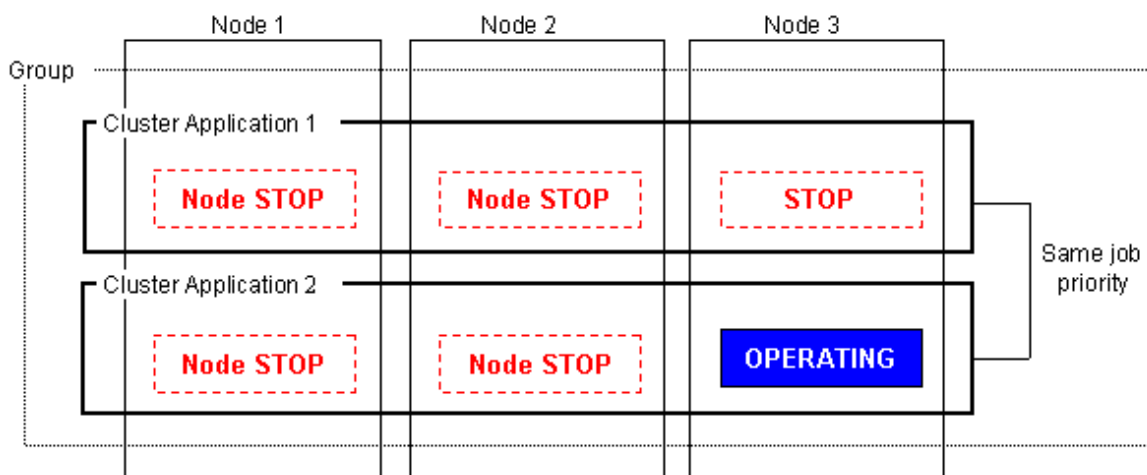 Node 1
Node 2
Node 3
Group
Cluster Application 1
Node STOP
Node STOP
STOP
Same job
priority
Cluster Application 2
Node STOP
Node STOP
OPERATING